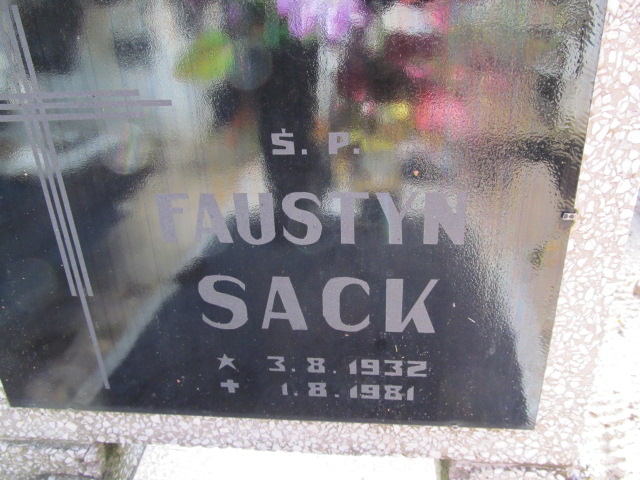 Ś. P.
FAUSTYN
SACK
★ 3. 8. 1932
✝ 1. 8. 1981